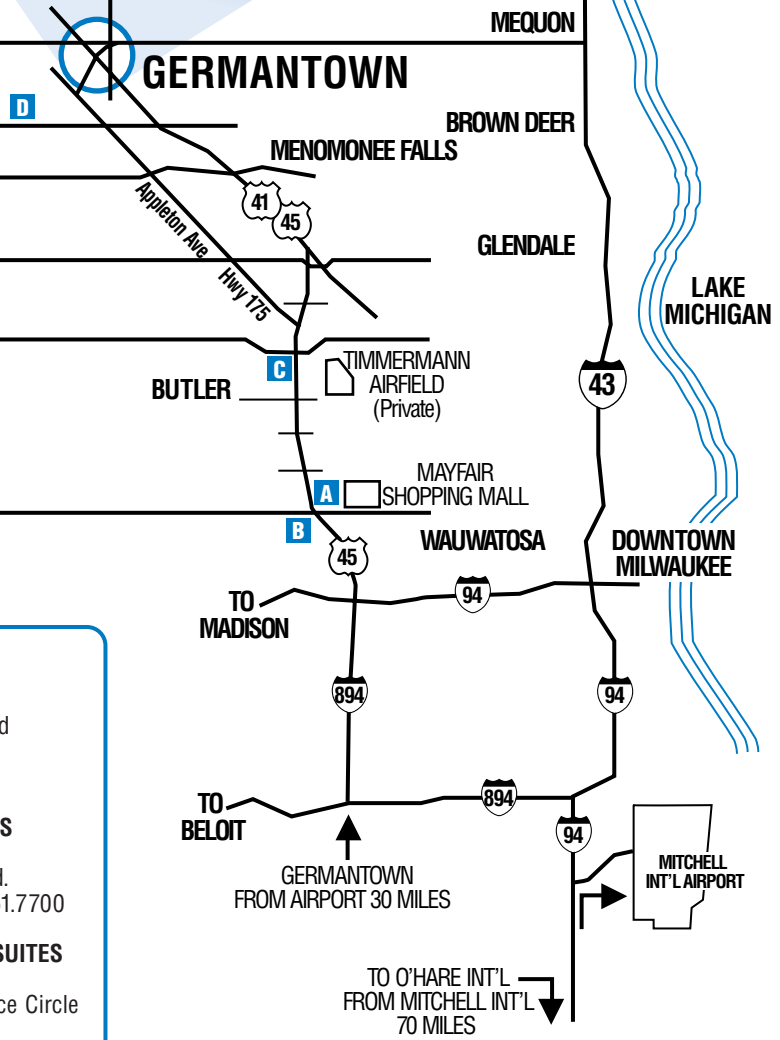 MEQUON
GERMANTOWN
D
BROWN DEER
MENOMONEE FALLS
41
45
Appleton Ave
Hwy 175
GLENDALE
LAKE
MICHIGAN
C
TIMMERMANN
AIRFIELD
(Private)
BUTLER
43
MAYFAIR
SHOPPING MALL
A
B
45
WAUWATOSA
DOWNTOWN
MILWAUKEE
94
TO
MADISON
894
94
TO
BELOIT
894
94
MITCHELL
INT'L AIRPORT
GERMANTOWN
FROM AIRPORT 30 MILES
TO O'HARE INT'L
FROM MITCHELL INT'L
70 MILES
d
S
d.
1.7700
SUITES
ce Circle